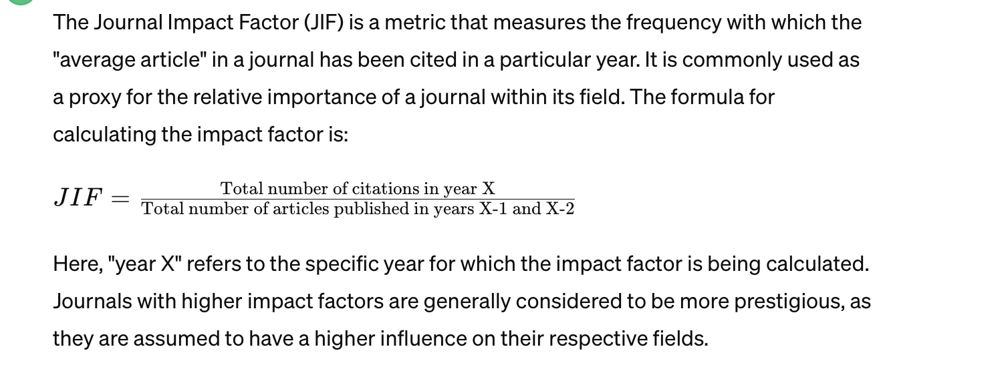 The Journal Impact Factor (JIF) is a metric that measures the frequency with which the
"average article" in a journal has been cited in a particular year. It is commonly used as
a proxy for the relative importance of a journal within its field. The formula for
calculating the impact factor is:
JIF = Total number of citations in year X / Total number of articles published in years X-1 and X-2
Here, "year X" refers to the specific year for which the impact factor is being calculated.
Journals with higher impact factors are generally considered to be more prestigious, as
they are assumed to have a higher influence on their respective fields.